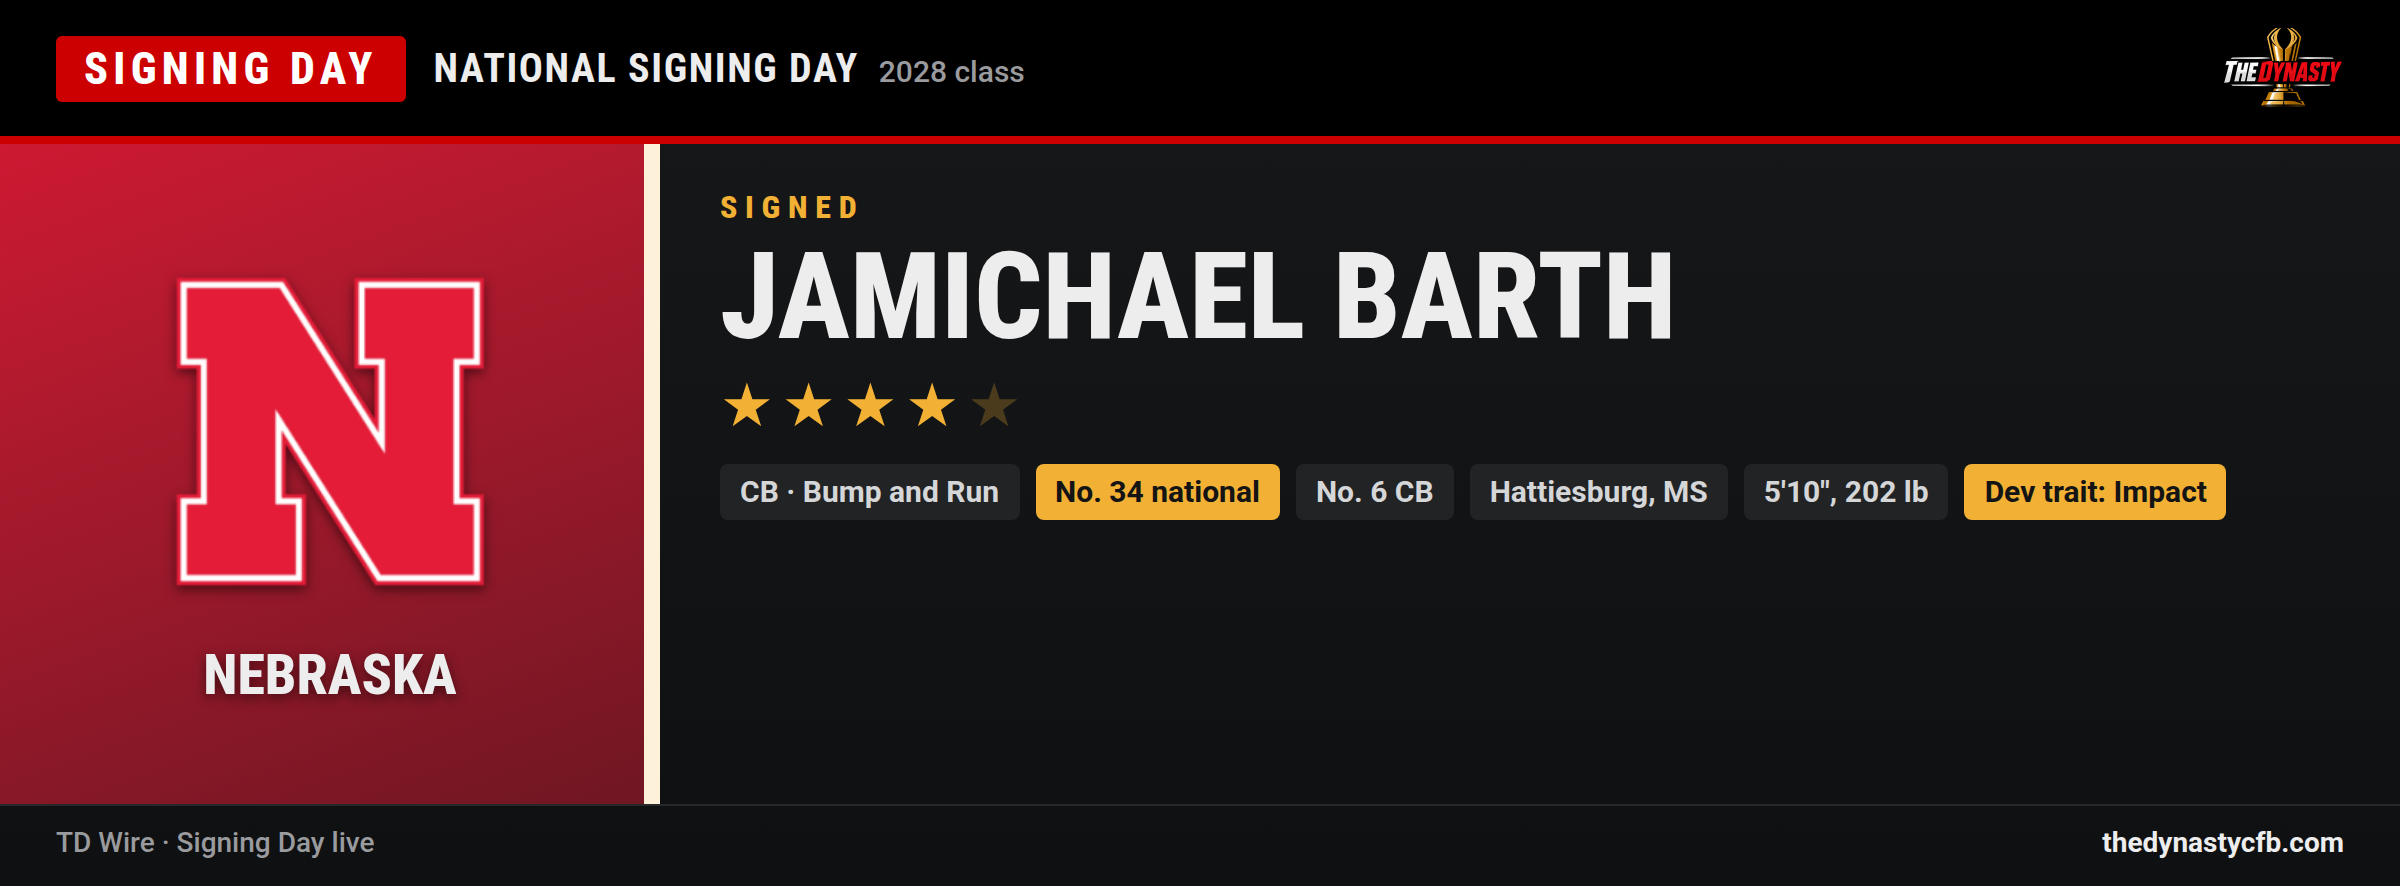 SIGNING DAY NATIONAL SIGNING DAY 2028 class
THE DYNASTY
N
NEBRASKA
SIGNED
JAMICHAEL BARTH
CB · Bump and Run No. 34 national No. 6 CB Hattiesburg, MS 5'10", 202 lb Dev trait: Impact
TD Wire · Signing Day live
thedynastycfb.com